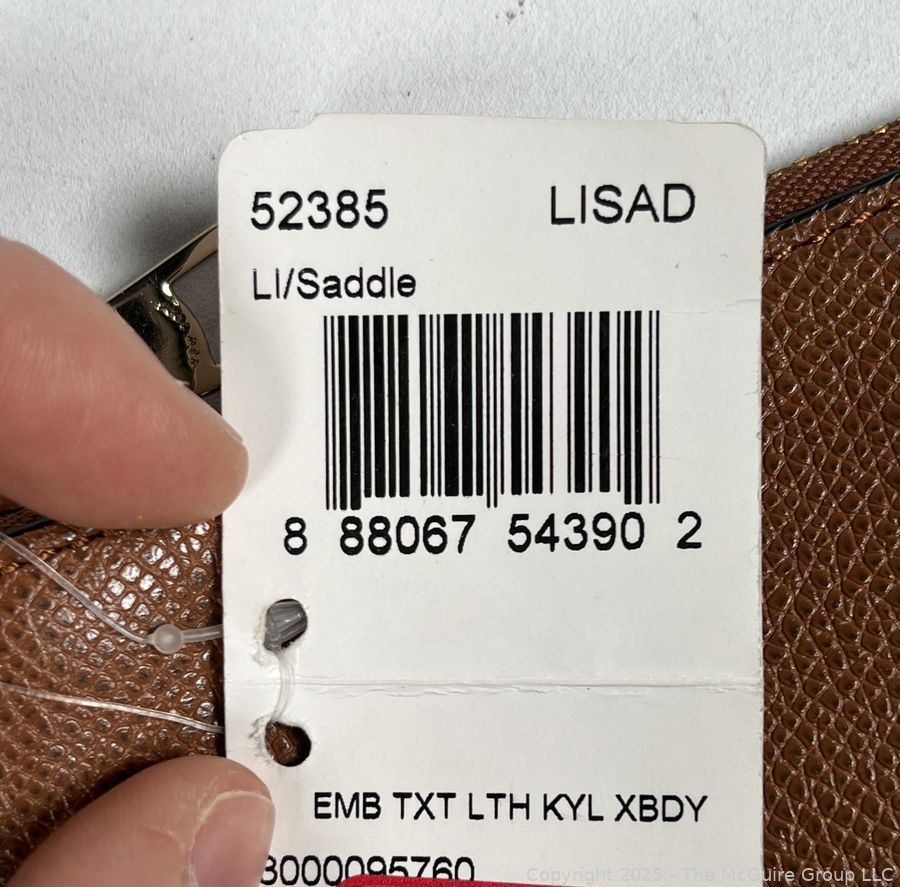 52385 LISAD
LI/Saddle
8 88067 54390 2
EMB TXT LTH KYL XBDY
3000095760
Copyright 2025 - The McGuire Group LLC